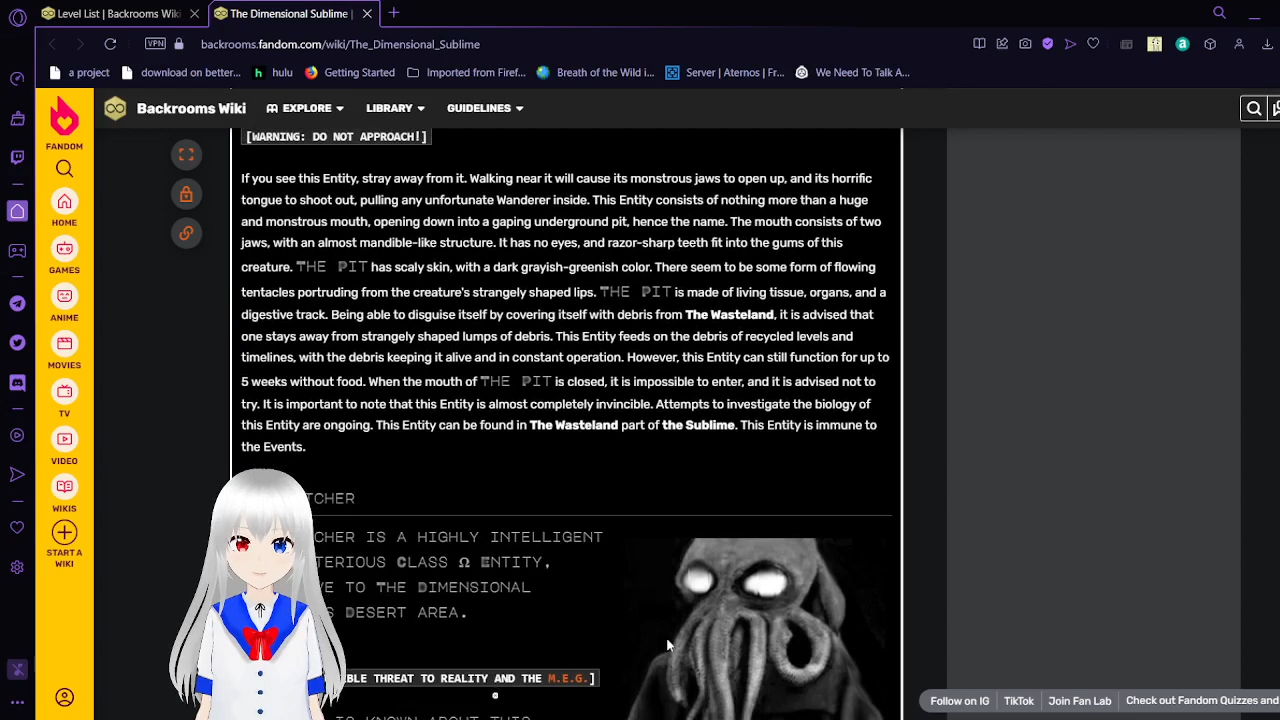 Level List | Backrooms Wiki
The Dimensional Sublime |
VPN
backrooms.fandom.com/wiki/The_Dimensional_Sublime
a project
download on better...
hulu
Getting Started
Imported from Firef...
Breath of the Wild i...
Server | Aternos | Fr...
We Need To Talk A...
Backrooms Wiki
EXPLORE
LIBRARY
GUIDELINES
FANDOM
HOME
GAMES
ANIME
MOVIES
TV
VIDEO
WIKIS
START A
WIKI
[WARNING: DO NOT APPROACH!]
If you see this Entity, stray away from it. Walking near it will cause its monstrous jaws to open up, and its horrific
tongue to shoot out, pulling any unfortunate Wanderer inside. This Entity consists of nothing more than a huge
and monstrous mouth, opening down into a gaping underground pit, hence the name. The mouth consists of two
jaws, with an almost mandible-like structure. It has no eyes, and razor-sharp teeth fit into the gums of this
creature. THE PIT has scaly skin, with a dark grayish-greenish color. There seem to be some form of flowing
tentacles portruding from the creature's strangely shaped lips. THE PIT is made of living tissue, organs, and a
digestive track. Being able to disguise itself by covering itself with debris from The Wasteland, it is advised that
one stays away from strangely shaped lumps of debris. This Entity feeds on the debris of recycled levels and
timelines, with the debris keeping it alive and in constant operation. However, this Entity can still function for up to
5 weeks without food. When the mouth of THE PIT is closed, it is impossible to enter, and it is advised not to
try. It is important to note that this Entity is almost completely invincible. Attempts to investigate the biology of
this Entity are ongoing. This Entity can be found in The Wasteland part of the Sublime. This Entity is immune to
the Events.
TCHER
CHER IS A HIGHLY INTELLIGENT
TERIOUS CLASS Ω ENTITY,
VE TO THE DIMENSIONAL
S DESERT AREA.
BLE THREAT TO REALITY AND THE M.E.G.]
IS KNOWN ABOUT THIS
Follow on IG
TikTok
Join Fan Lab
Check out Fandom Quizzes and